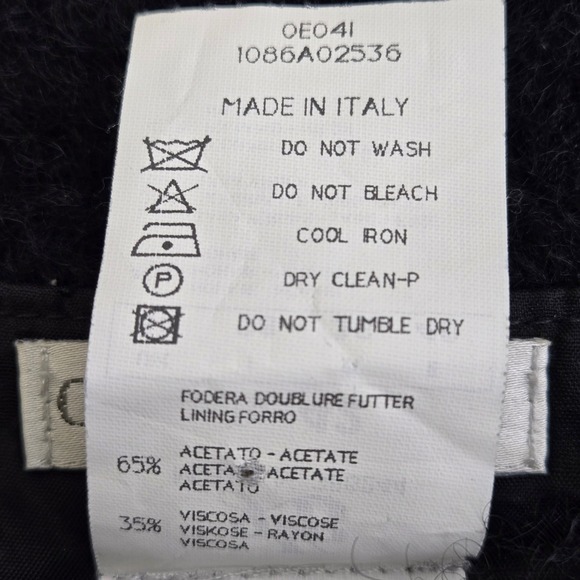 OE041
1086A02536
MADE IN ITALY
DO NOT WASH
DO NOT BLEACH
COOL IRON
P DRY CLEAN-P
DO NOT TUMBLE DRY
FODERA DOUBLURE FUTTER
LINING FORRO
65% ACETATO - ACETATE
ACETATE
ACETATO
35% VISCOSA - VISCOSE
VISKOSE - RAYON
VISCOSA